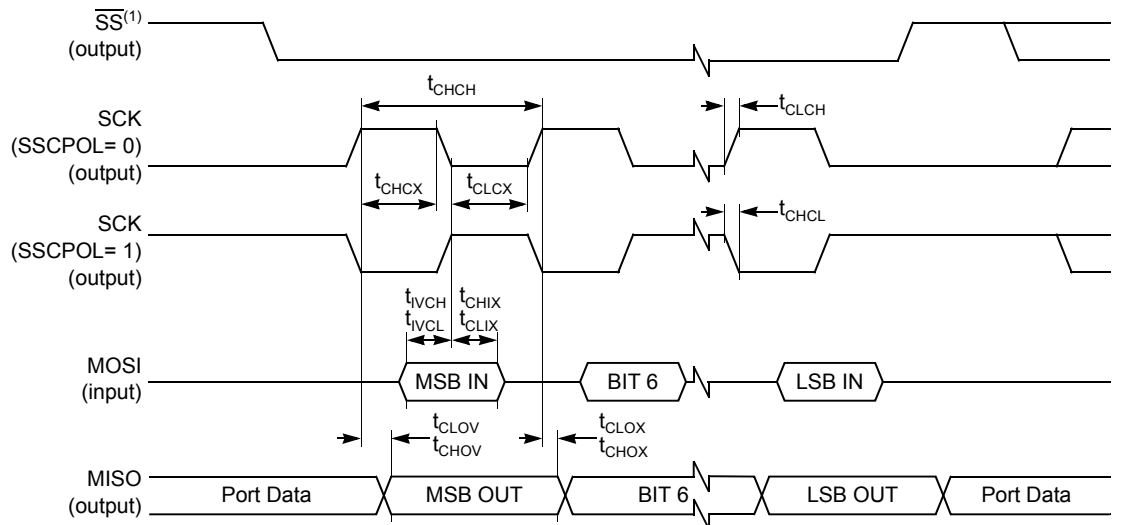 SS(1)
(output)
tCHCH
tCLCH
SCK
(SSCPOL= 0)
(output)
tCHCX
tCLCX
tCHCL
SCK
(SSCPOL= 1)
(output)
tIVCH
tCHIX
tIVCL
tCLIX
MOSI
(input)
MSB IN
BIT 6
LSB IN
tCLOV
tCLOX
tCHOV
tCHOX
MISO
(output)
Port Data
MSB OUT
BIT 6
LSB OUT
Port Data